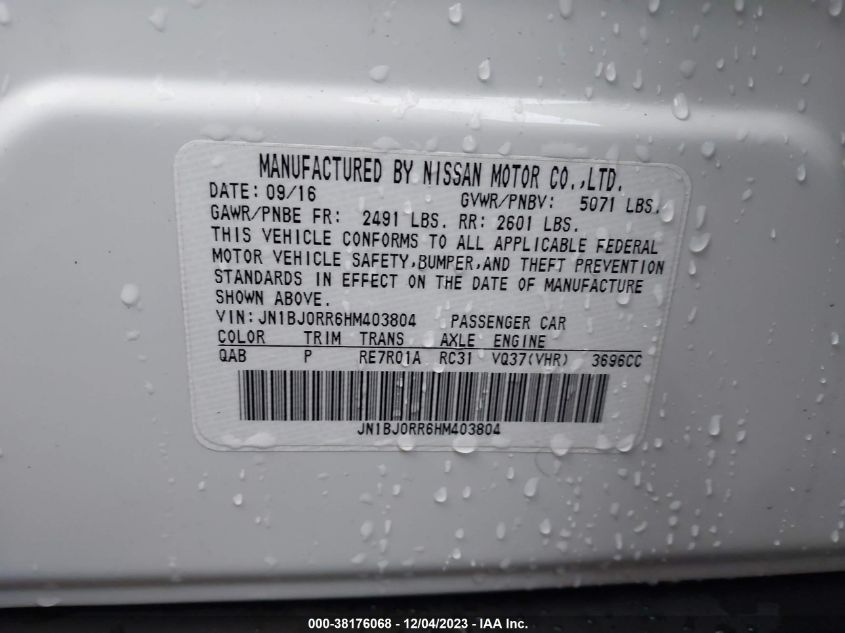 MANUFACTURED BY NISSAN MOTOR CO.,LTD.
DATE: 09/16 GVWR/PNBV: 5071 LBS.
GAWR/PNBE FR: 2491 LBS. RR: 2601 LBS.
THIS VEHICLE CONFORMS TO ALL APPLICABLE FEDERAL
MOTOR VEHICLE SAFETY,BUMPER,AND THEFT PREVENTION
STANDARDS IN EFFECT ON THE DATE OF MANUFACTURE
SHOWN ABOVE.
VIN:JN1BJ0RR6HM403804 PASSENGER CAR
COLOR TRIM TRANS AXLE ENGINE
QAB P RE7R01A RC31 VQ37(VHR) 3696CC
JN1BJ0RR6HM403804
000-38176068 - 12/04/2023 - IAA Inc.